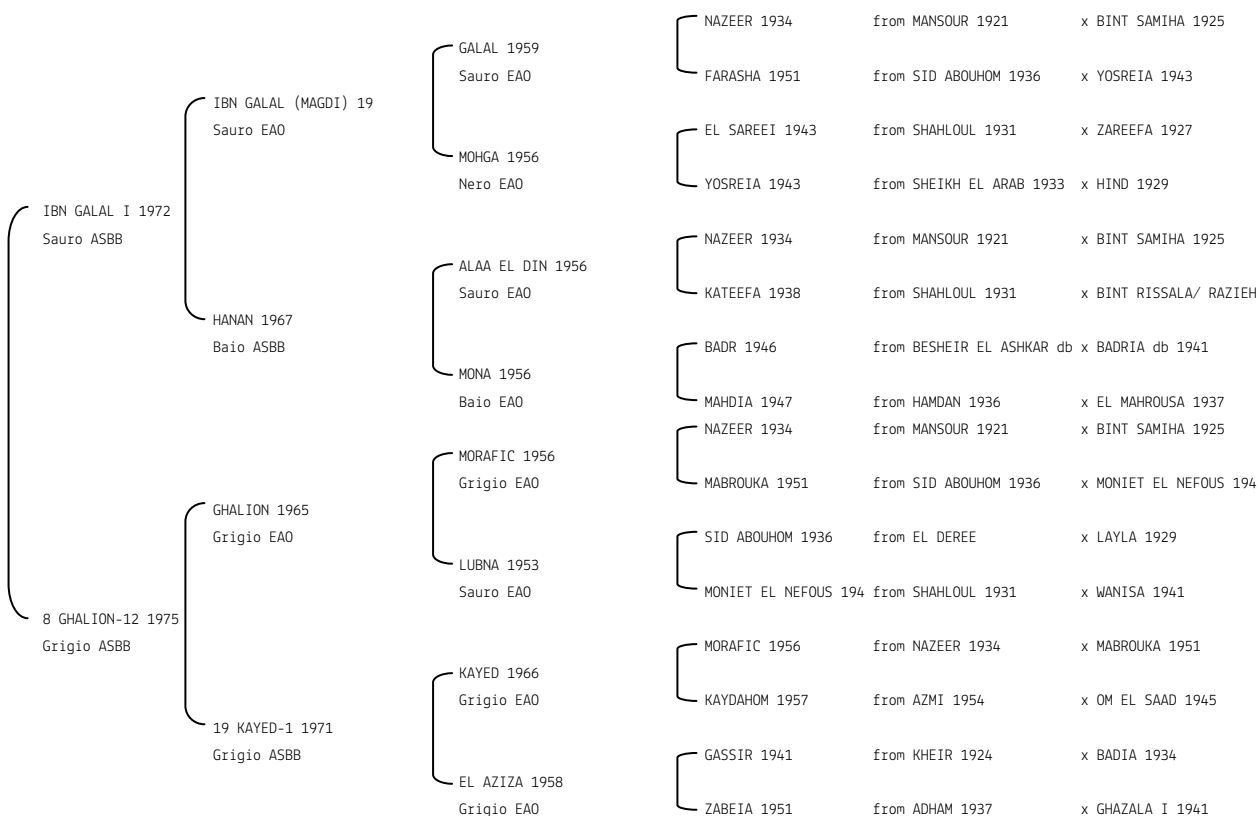 NAZEER 1934 from MANSOUR 1921 x BINT SAMIHA 1925
GALAL 1959
Sauro EAO
FARASHA 1951 from SID ABOUHOM 1936 x YOSREIA 1943
IBN GALAL (MAGDI) 19
Sauro EAO
EL SAREEI 1943 from SHAHLOUL 1931 x ZAREEFA 1927
MOHGA 1956
Nero EAO
YOSREIA 1943 from SHEIKH EL ARAB 1933 x HIND 1929
IBN GALAL I 1972
Sauro ASBB
NAZEER 1934 from MANSOUR 1921 x BINT SAMIHA 1925
ALAA EL DIN 1956
Sauro EAO
KATEEFA 1938 from SHAHLOUL 1931 x BINT RISSALA/ RAZIEH
HANAN 1967
Baio ASBB
BADR 1946 from BESHEIR EL ASHKAR db x BADRIA db 1941
MONA 1956
Baio EAO
MAHDIA 1947 from HAMDAN 1936 x EL MAHROUSA 1937
NAZEER 1934 from MANSOUR 1921 x BINT SAMIHA 1925
MORAFIC 1956
Grigio EAO
MABROUKA 1951 from SID ABOUHOM 1936 x MONIET EL NEFOUS 194
GHALION 1965
Grigio EAO
SID ABOUHOM 1936 from EL DEREE x LAYLA 1929
LUBNA 1953
Sauro EAO
MONIET EL NEFOUS 194 from SHAHLOUL 1931 x WANISA 1941
8 GHALION-12 1975
Grigio ASBB
MORAFIC 1956 from NAZEER 1934 x MABROUKA 1951
KAYED 1966
Grigio EAO
KAYDAHOM 1957 from AZMI 1954 x OM EL SAAD 1945
19 KAYED-1 1971
Grigio ASBB
GASSIR 1941 from KHEIR 1924 x BADIA 1934
EL AZIZA 1958
Grigio EAO
ZABEIA 1951 from ADHAM 1937 x GHAZALA I 1941